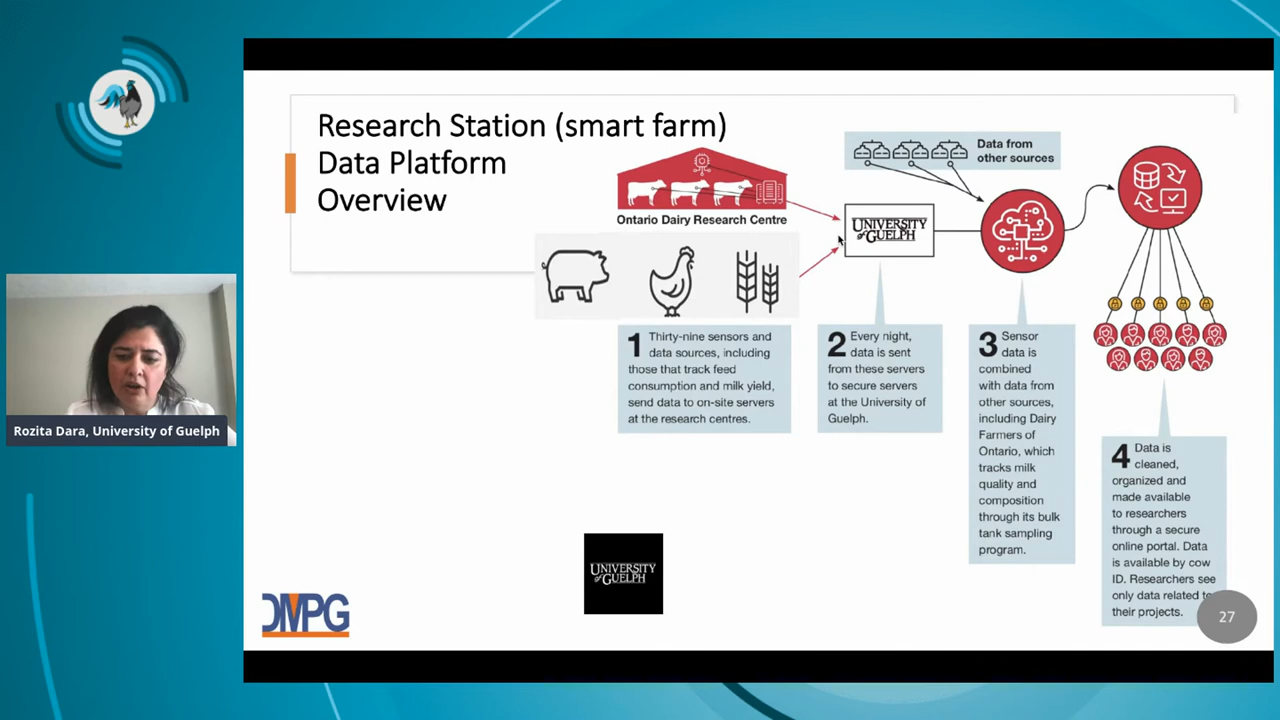 Research Station (smart farm)
Data Platform
Overview
Ontario Dairy Research Centre
Data from
other sources
UNIVERSITY
of GUELPH
1 Thirty-nine sensors and
data sources, including
those that track feed
consumption and milk yield,
send data to on-site servers
at the research centres.
2 Every night,
data is sent
from these servers
to secure servers
at the University of
Guelph.
3 Sensor
data is
combined
with data from
other sources,
including Dairy
Farmers of
Ontario, which
tracks milk
quality and
composition
through its bulk
tank sampling
program.
4 Data is
cleaned,
organized and
made available
to researchers
through a secure
online portal. Data
is available by cow
ID. Researchers see
only data related to
their projects.
Rozita Dara, University of Guelph
UNIVERSITY
of GUELPH
DMPG
27